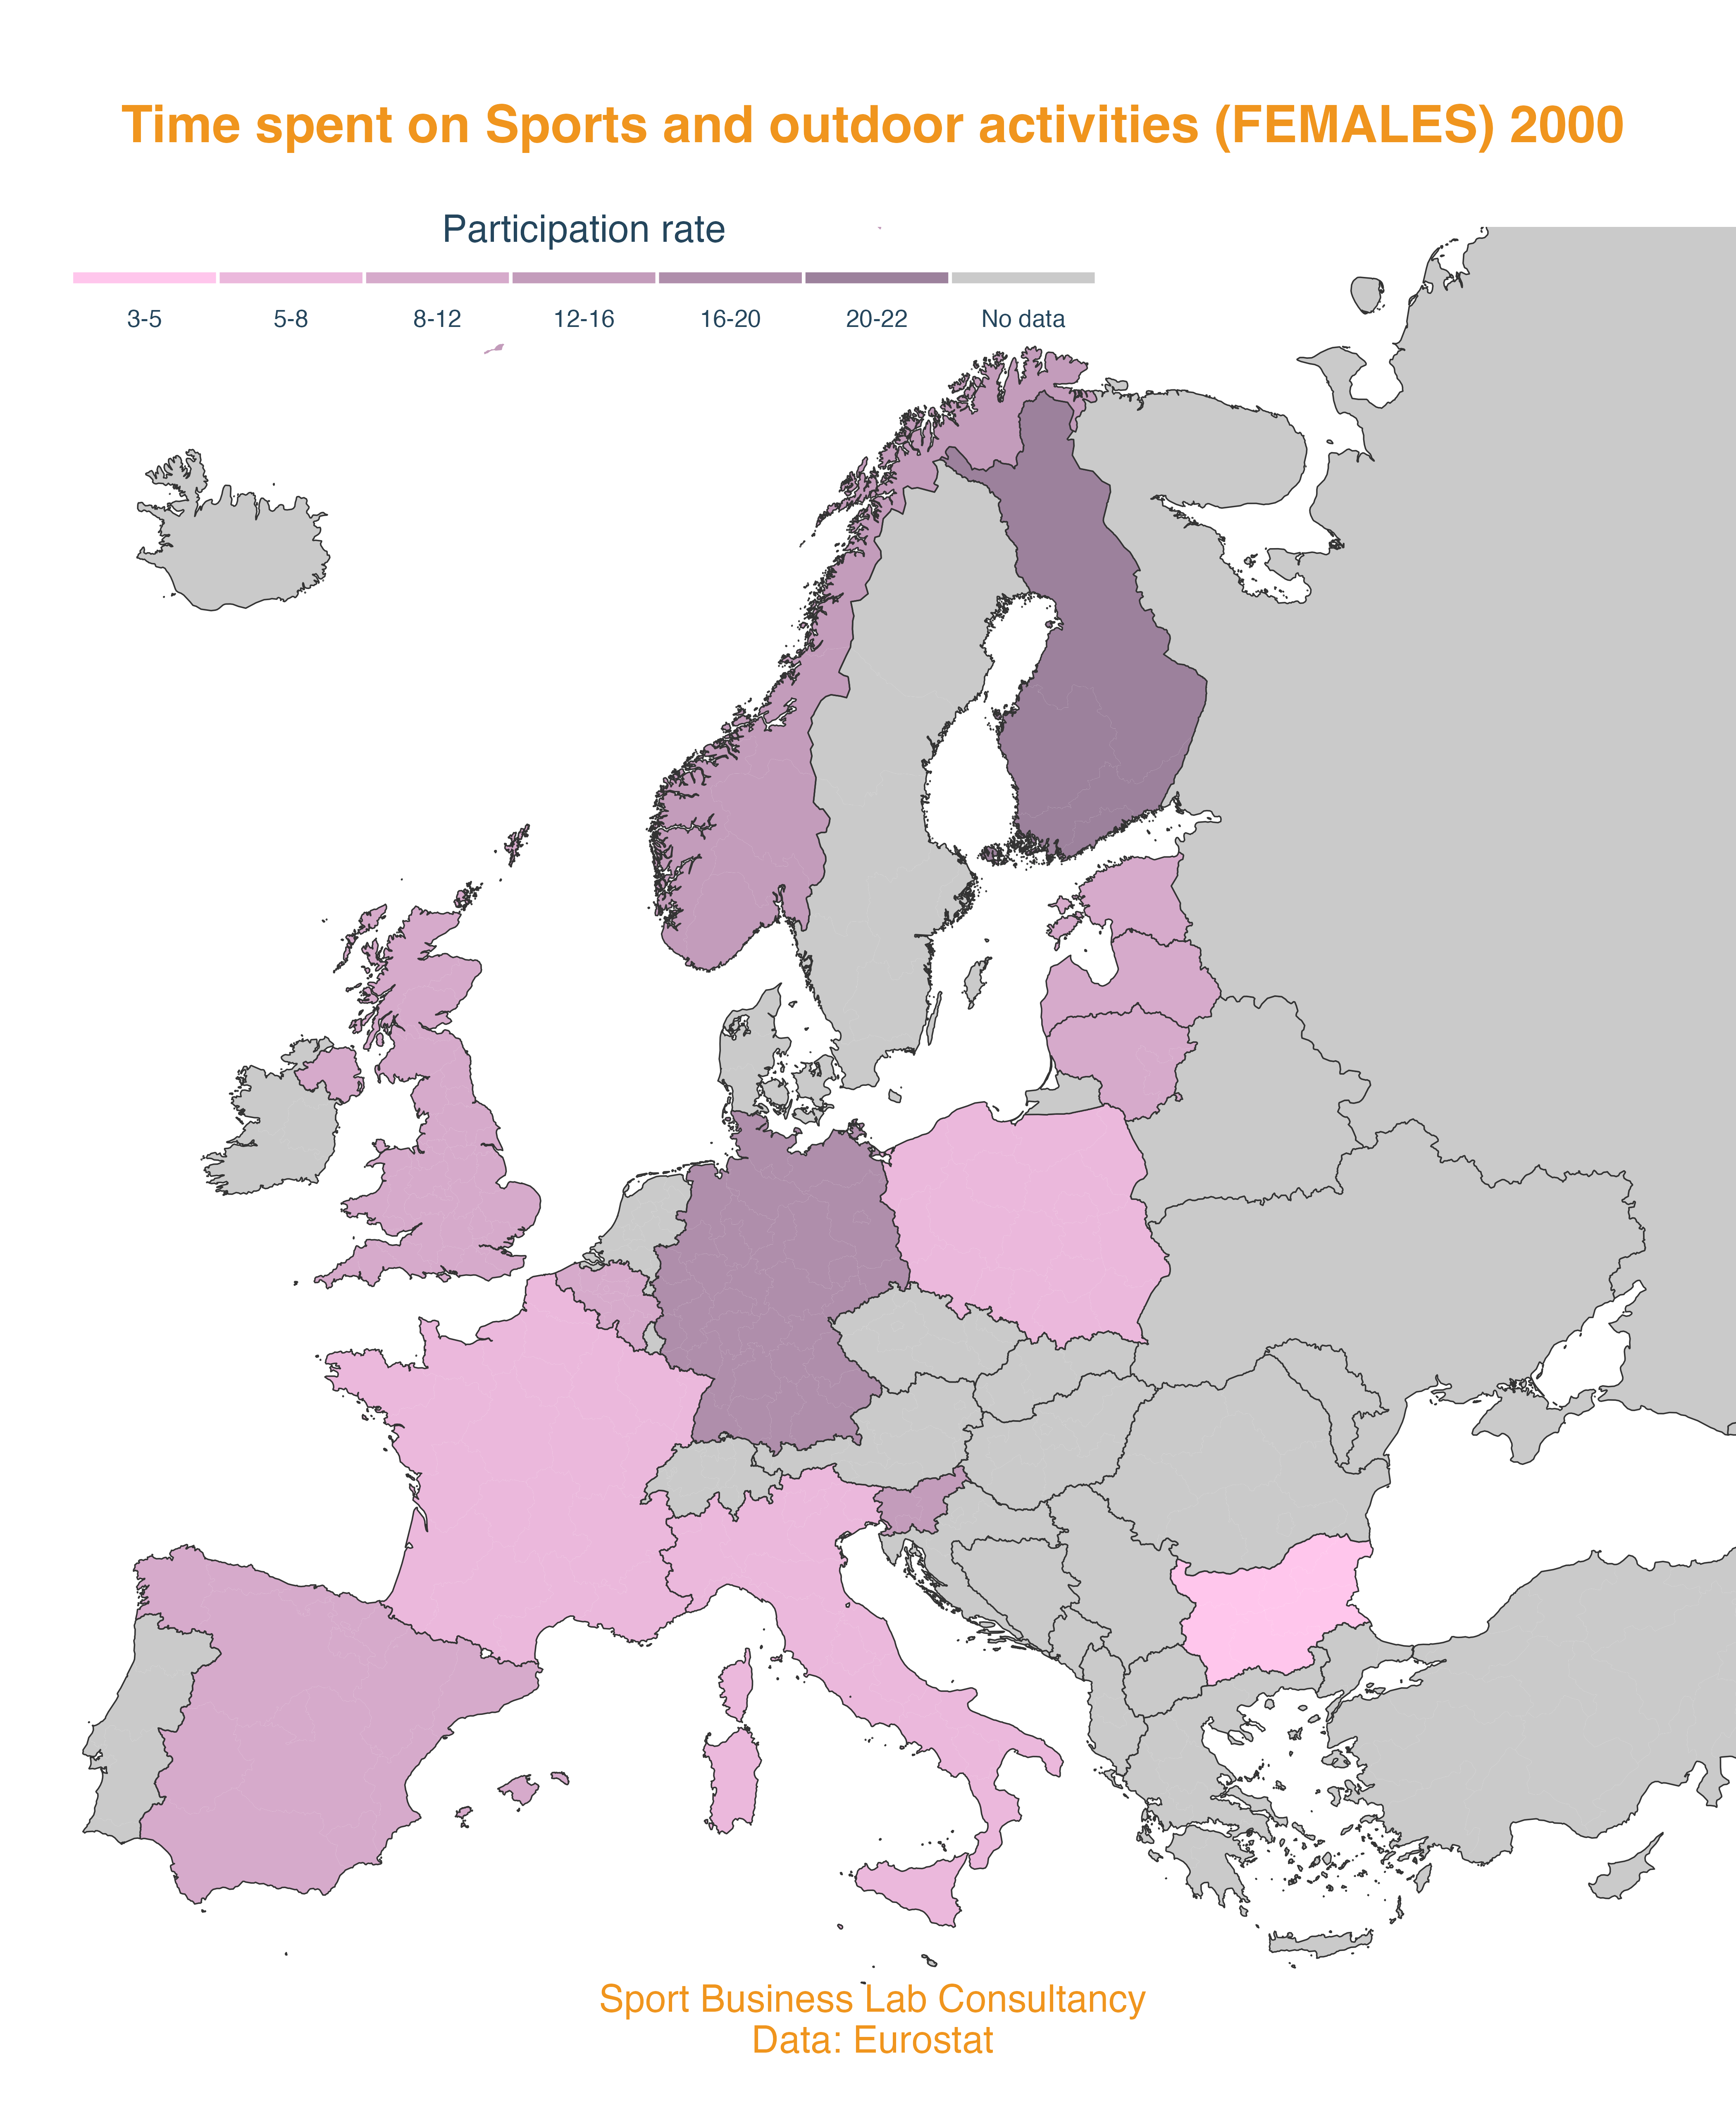 Time spent on Sports and outdoor activities (FEMALES) 2000
Participation rate
3-5 5-8 8-12 12-16 16-20 20-22 No data
Sport Business Lab Consultancy
Data: Eurostat